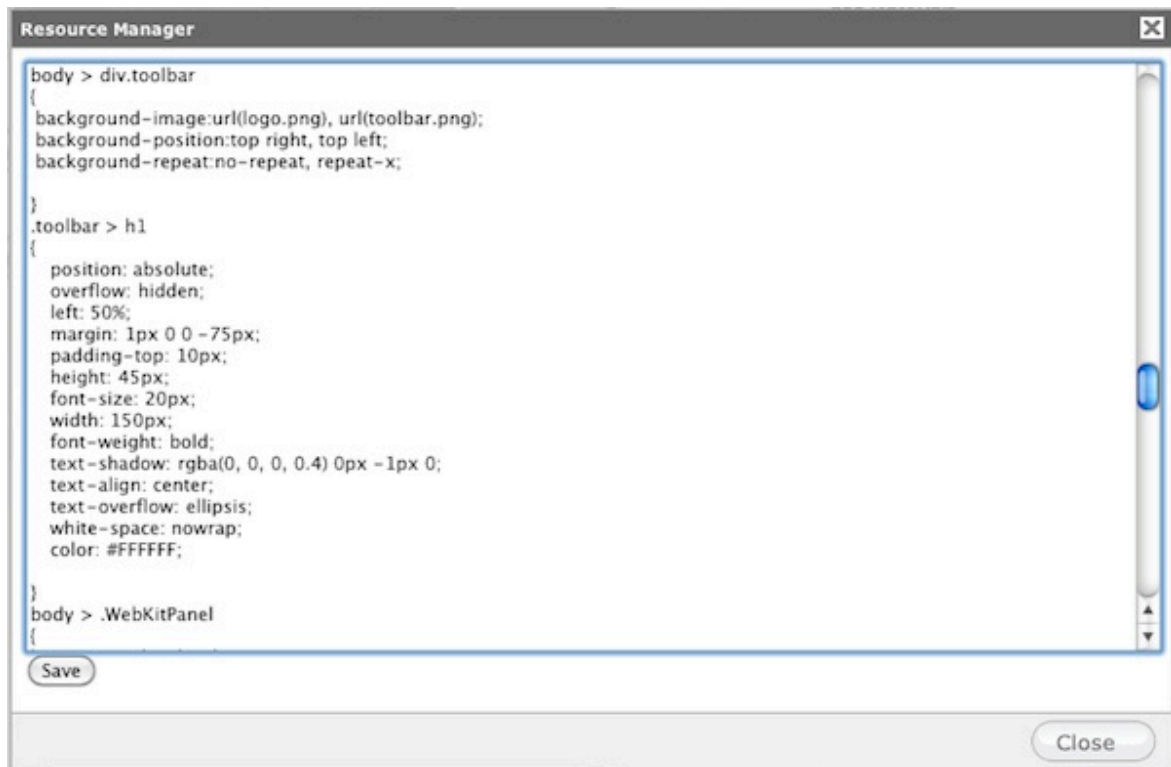 Resource Manager
body > div.toolbar
{
background-image:url(logo.png), url(toolbar.png);
background-position:top right, top left;
background-repeat:no-repeat, repeat-x;
}
.toolbar > h1
{
position: absolute;
overflow: hidden;
left: 50%;
margin: 1px 0 0 -75px;
padding-top: 10px;
height: 45px;
font-size: 20px;
width: 150px;
font-weight: bold;
text-shadow: rgba(0, 0, 0, 0.4) 0px -1px 0;
text-align: center;
text-overflow: ellipsis;
white-space: nowrap;
color: #FFFFFF;
}
body > .WebKitPanel
{
Save
Close